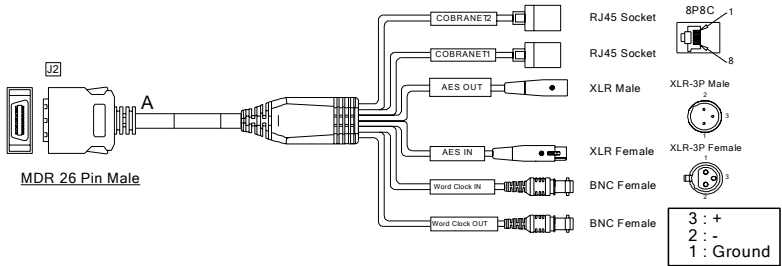 COBRANET2
RJ45 Socket
8P8C
1
8
COBRANET1
RJ45 Socket
J2
A
AES OUT
XLR Male
XLR-3P Male
2
1
3
MDR 26 Pin Male
AES IN
XLR Female
XLR-3P Female
1
3
2
Word Clock IN
BNC Female
Word Clock OUT
BNC Female
3 : +
2 : -
1 : Ground